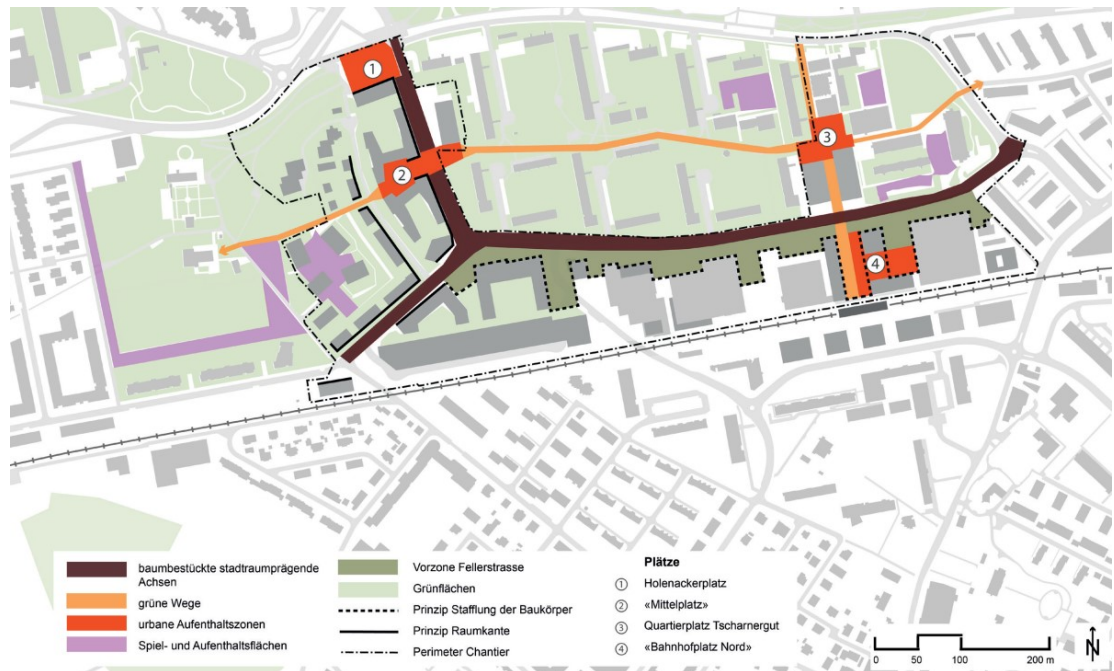 1
2
3
4
baumbestückte stadtraumprägende
Achsen
grüne Wege
urbane Aufenthaltszonen
Spiel- und Aufenthaltsflächen
Vorzone Fellerstrasse
Grünflächen
Prinzip Stafflung der Baukörper
Prinzip Raumkante
Perimeter Chantier
Plätze
1 Holenackerplatz
2 «Mittelplatz»
3 Quartierplatz Tscharnergut
4 «Bahnhofplatz Nord»
0 50 100 200 m
N